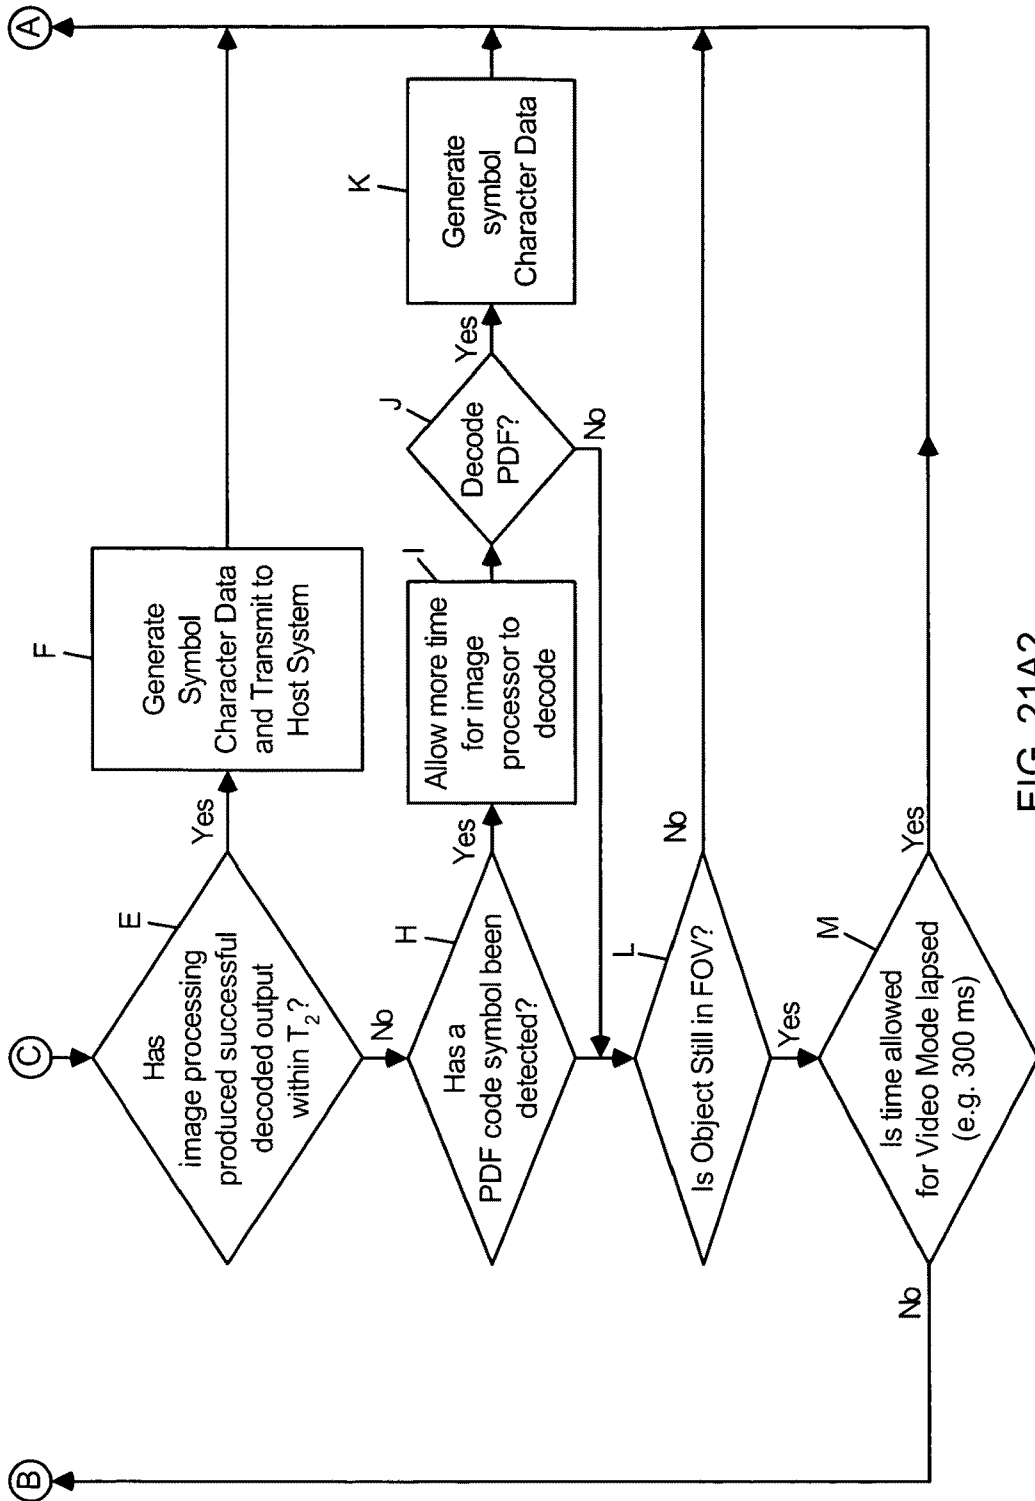 C
E
Has
image processing
produced successful
decoded output
within T₂?
Yes
No
F
Generate
Symbol
Character Data
and Transmit to
Host System
H
Has a
PDF code symbol been
detected?
Yes
I
Allow more time
for image
processor to
decode
J
Decode
PDF?
Yes
No
K
Generate
symbol
Character Data
L
Is Object Still in FOV?
No
Yes
M
Is time allowed
for Video Mode lapsed
(e.g. 300 ms)
Yes
No
A
B
FIG. 21A2